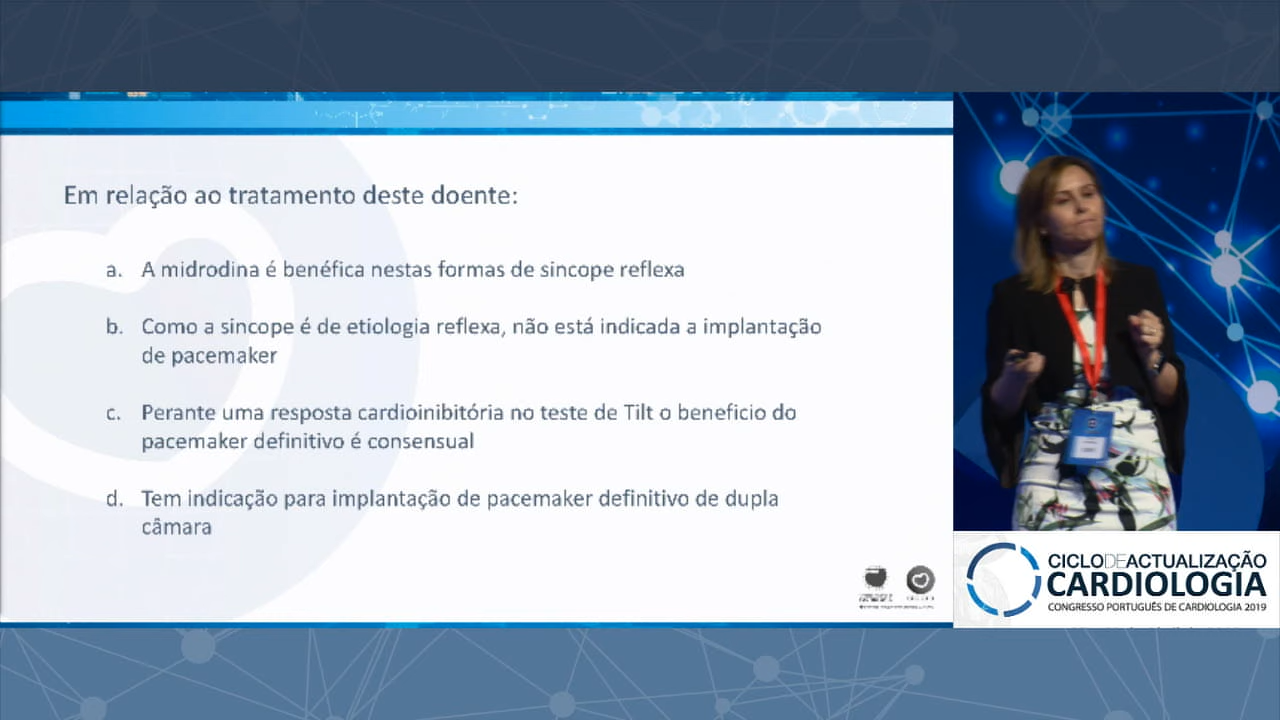 Em relação ao tratamento deste doente:
a. A midrodina é benéfica nestas formas de sincope reflexa
b. Como a sincope é de etiologia reflexa, não está indicada a implantação
de pacemaker
c. Perante uma resposta cardioinibitória no teste de Tilt o beneficio do
pacemaker definitivo é consensual
d. Tem indicação para implantação de pacemaker definitivo de dupla
câmara
CICLODEACTUALIZAÇÃO
CARDIOLOGIA
CONGRESSO PORTUGUÊS DE CARDIOLOGIA 2019